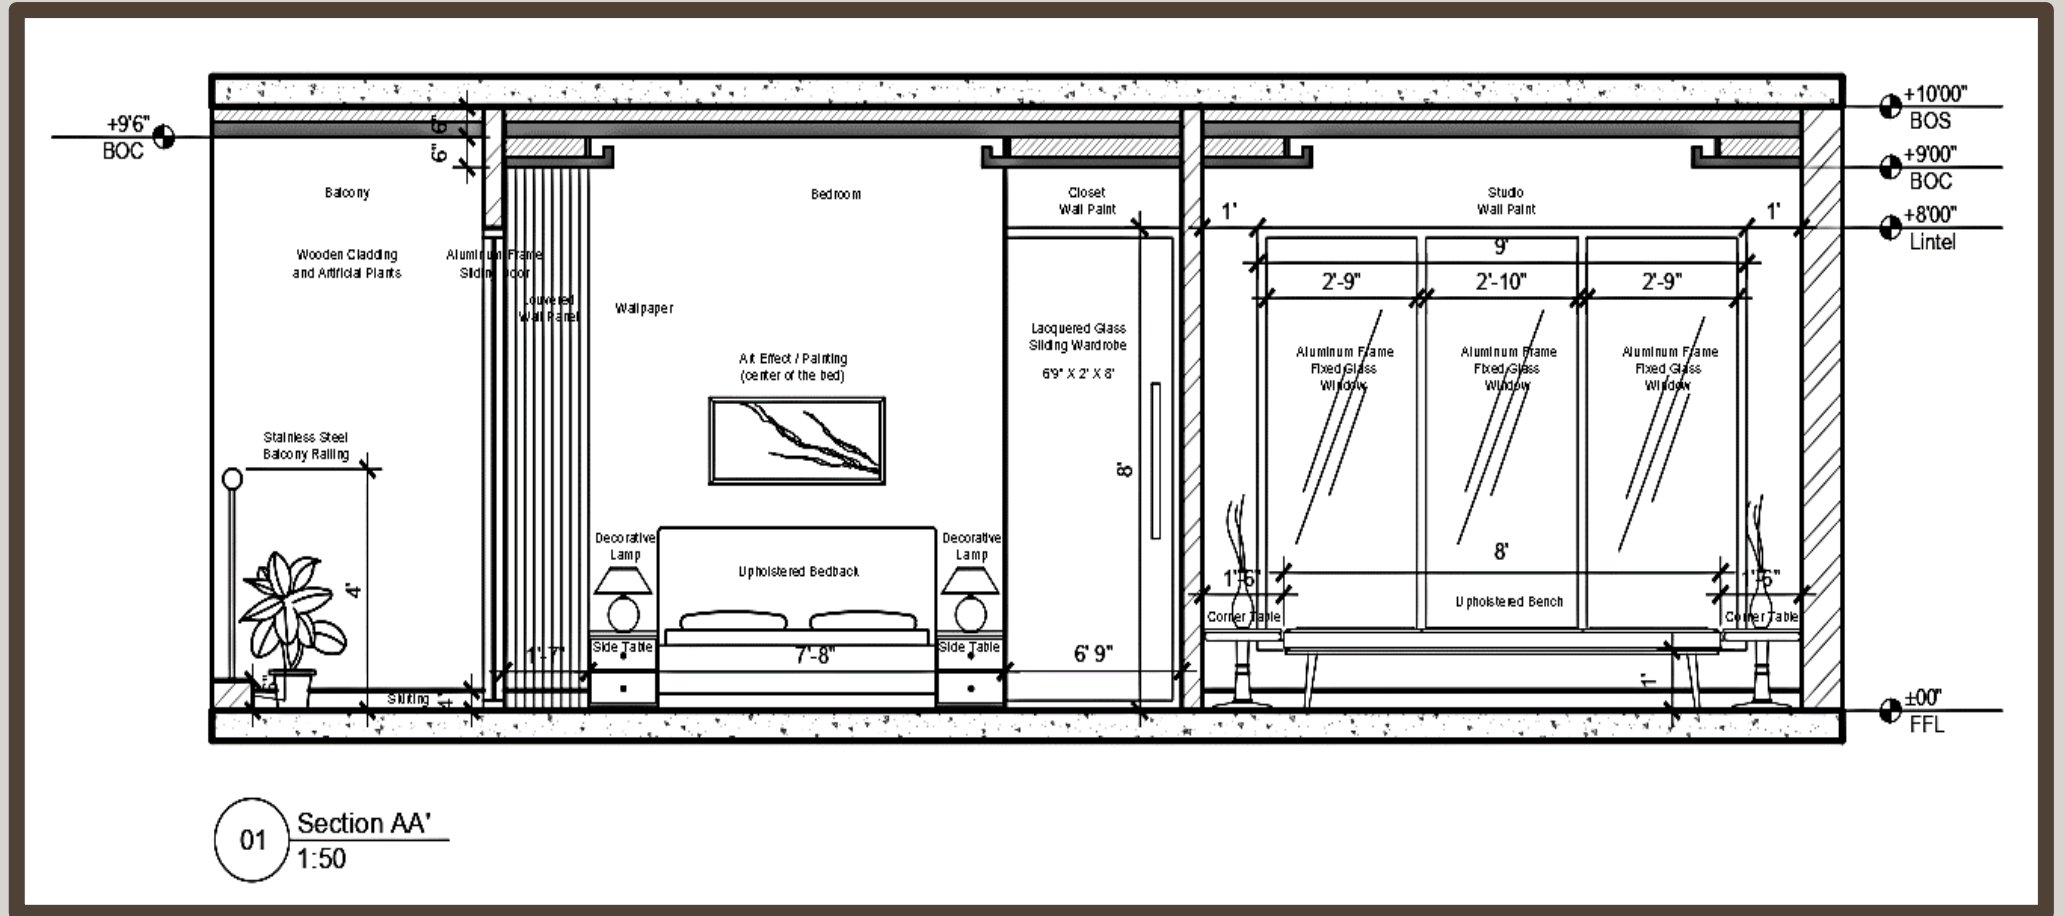 +10'00"
BOS
+9'6"
BOC
6"
6"
+9'00"
BOC
Balcony
Bedroom
Closet
Wall Paint
Studio
Wall Paint
1'
1'
+8'00"
Lintel
Wooden Cladding
and Artificial Plants
Aluminum Frame
Sliding Door
9'
2'-9"
2'-10"
2'-9"
Louvered
Wall Panel
Wallpaper
Lacquered Glass
Sliding Wardrobe
6'9" X 2' X 8'
Art Effect / Painting
(center of the bed)
Aluminum Frame
Fixed Glass
Window
Aluminum Frame
Fixed Glass
Window
Aluminum Frame
Fixed Glass
Window
Stainless Steel
Balcony Railing
8'
Decorative
Lamp
Decorative
Lamp
Upholstered Bedback
8'
4'
1'-6"
1'-6"
Upholstered Bench
Corner Table
Corner Table
Side Table
Side Table
1'-7"
7'-8"
6' 9"
1'
6"
Skirting
4"
±00"
FFL
01
Section AA'
1:50